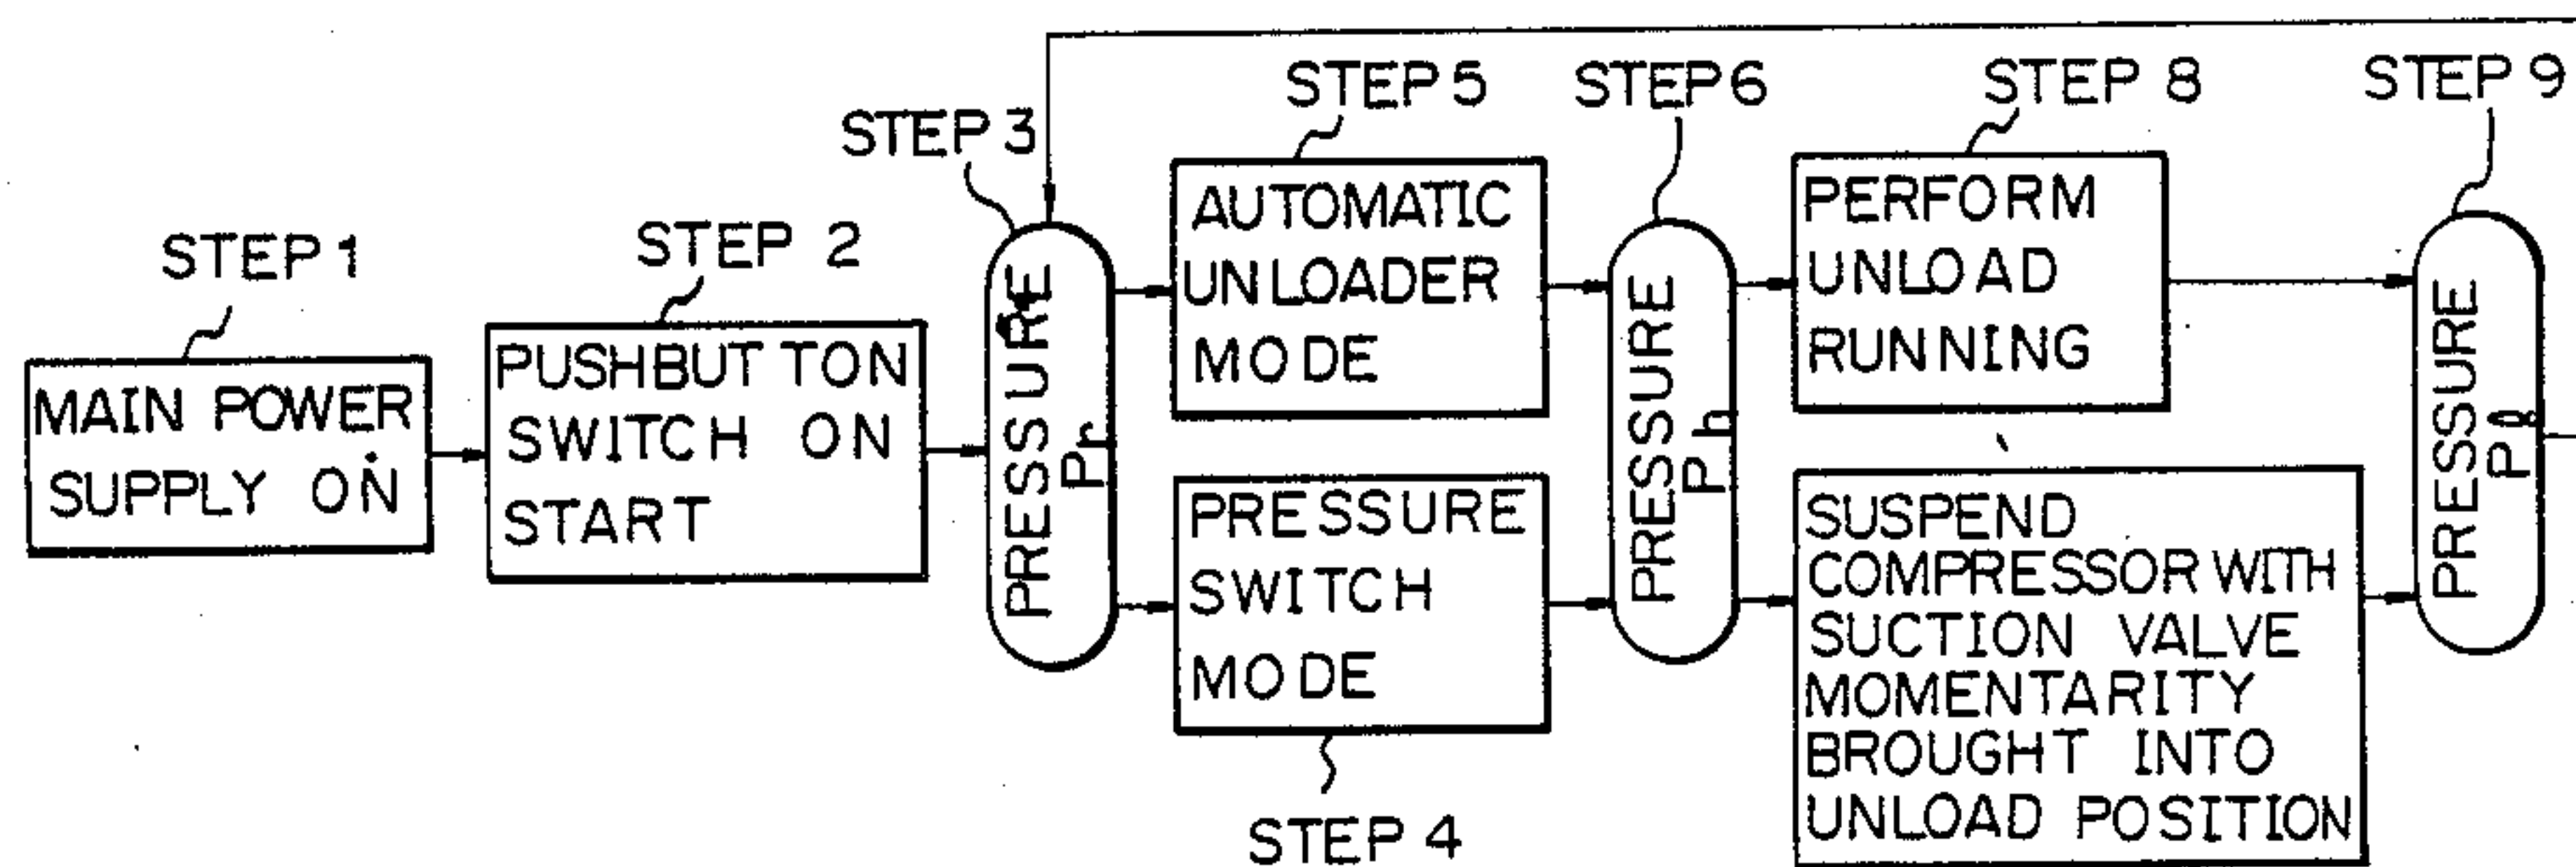 STEP 1
MAIN POWER
SUPPLY ON
STEP 2
PUSHBUTTON
SWITCH ON
START
STEP 3
PRESSURE
Pr
STEP 5
AUTOMATIC
UNLOADER
MODE
PRESSURE
SWITCH
MODE
STEP 4
STEP 6
PRESSURE
Ph
STEP 8
PERFORM
UNLOAD
RUNNING
SUSPEND
COMPRESSOR WITH
SUCTION VALVE
MOMENTARITY
BROUGHT INTO
UNLOAD POSITION
STEP 9
PRESSURE
Pℓ